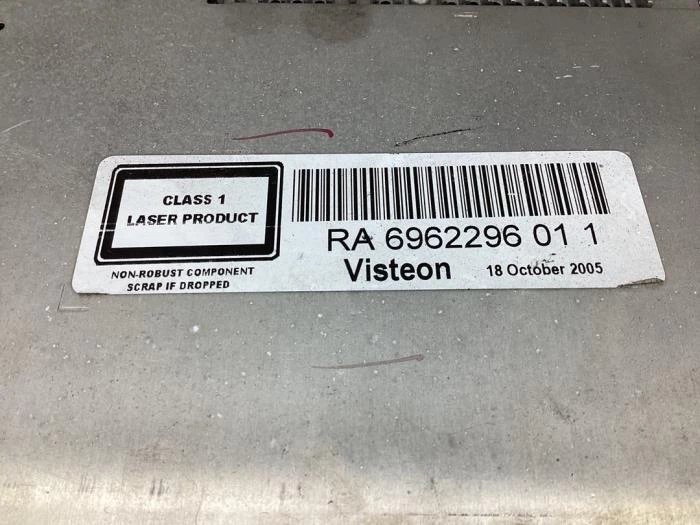 CLASS 1
LASER PRODUCT
NON-ROBUST COMPONENT
SCRAP IF DROPPED
RA 6962296 01 1
Visteon 18 October 2005